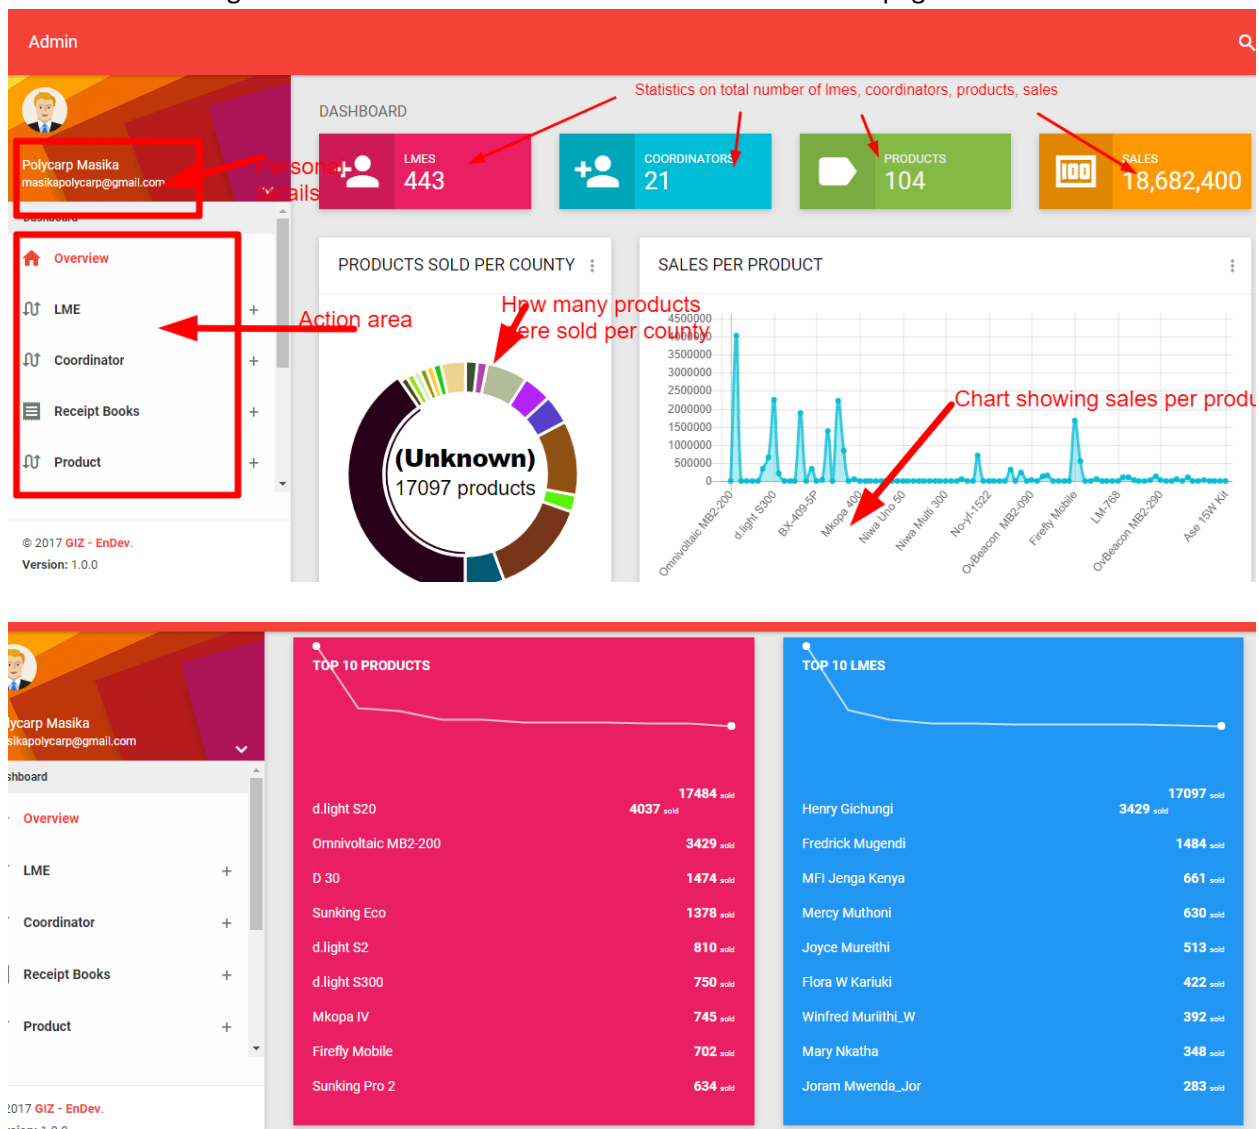 Admin
Statistics on total number of lmes, coordinators, products, sales
DASHBOARD
LMES
443
COORDINATORS
21
PRODUCTS
104
SALES
18,682,400
Polycarp Masika
masikapolycarp@gmail.com
Personal
details
Dashboard
Overview
LME +
Coordinator +
Receipt Books +
Product +
Action area
© 2017 GIZ - EnDev.
Version: 1.0.0
PRODUCTS SOLD PER COUNTY
How many products
were sold per county
(Unknown)
17097 products
SALES PER PRODUCT
4500000
4000000
3500000
3000000
2500000
2000000
1500000
1000000
500000
0
Chart showing sales per produ
Omnivoltaic MB2-200
d.light S300
BX-409-5P
Mkopa 400
Niwa Uno 50
Niwa Multi 300
No-yf-1522
OvBeacon MB2-090
Firefly Mobile
LM-768
OvBeacon MB2-290
Ase 15W Kit
lycarp Masika
sikapolycarp@gmail.com
shboard
Overview
LME +
Coordinator +
Receipt Books +
Product +
2017 GIZ - EnDev.
TOP 10 PRODUCTS
17484 sold
d.light S20 4037 sold
Omnivoltaic MB2-200 3429 sold
D 30 1474 sold
Sunking Eco 1378 sold
d.light S2 810 sold
d.light S300 750 sold
Mkopa IV 745 sold
Firefly Mobile 702 sold
Sunking Pro 2 634 sold
TOP 10 LMES
17097 sold
Henry Gichungi 3429 sold
Fredrick Mugendi 1484 sold
MFI Jenga Kenya 661 sold
Mercy Muthoni 630 sold
Joyce Mureithi 513 sold
Flora W Kariuki 422 sold
Winfred Muriithi_W 392 sold
Mary Nkatha 348 sold
Joram Mwenda_Jor 283 sold